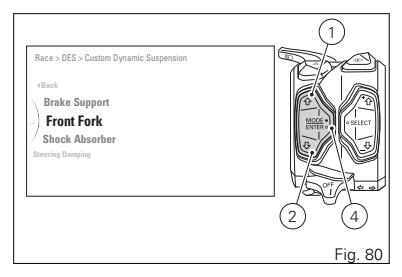 1
Race > DES > Custom Dynamic Suspension
Back
Brake Support
Front Fork
Shock Absorber
Steering Damping
MODE
ENTER
SELECT
OFF
2
4
Fig. 80